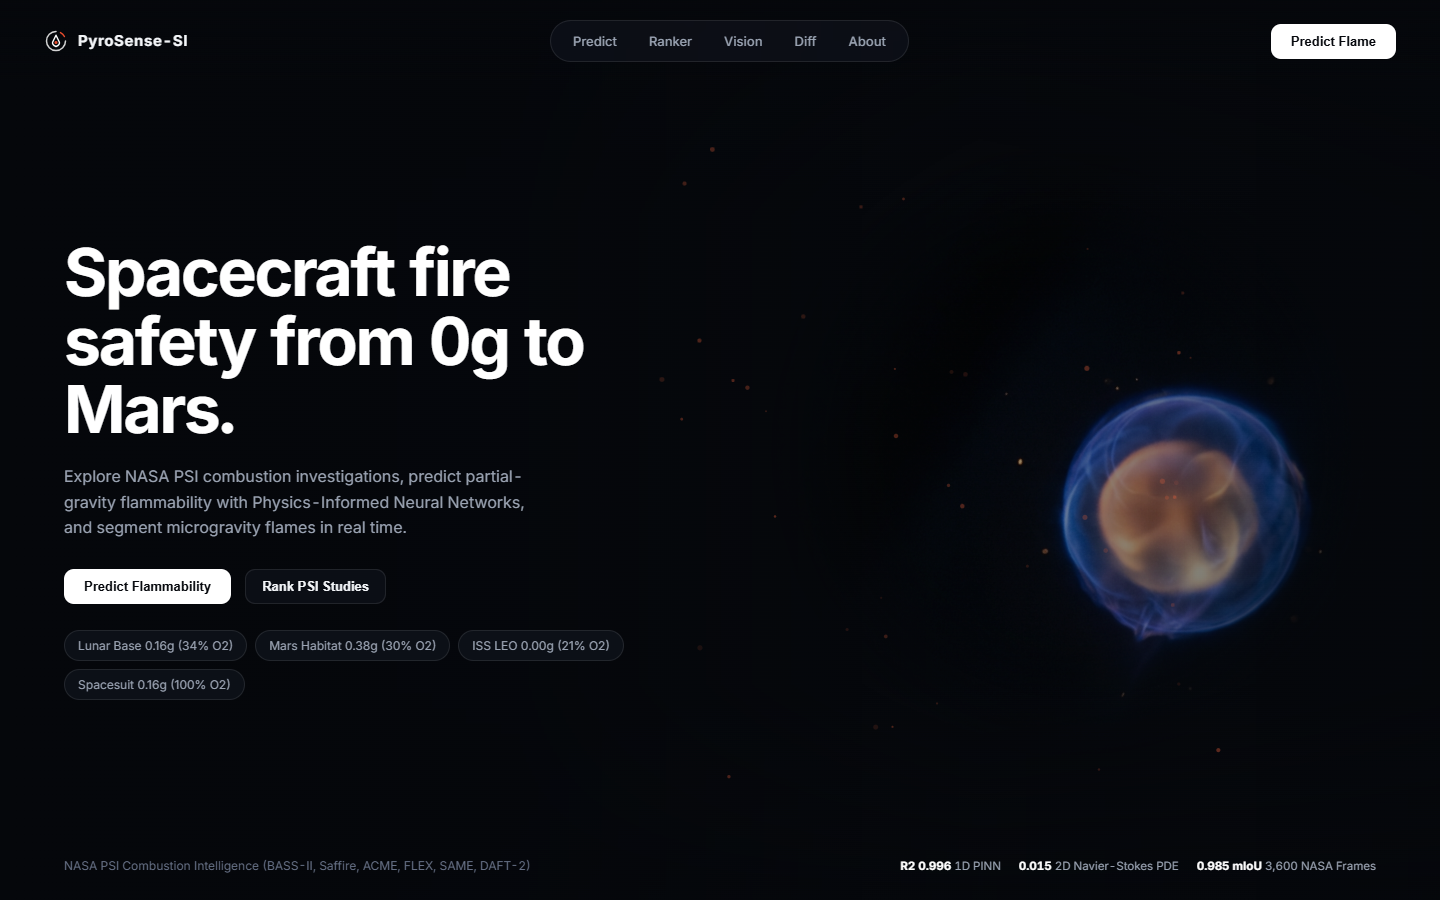 PyroSense-SI
Predict Ranker Vision Diff About
Predict Flame
Spacecraft fire
safety from 0g to
Mars.
Explore NASA PSI combustion investigations, predict partial-
gravity flammability with Physics-Informed Neural Networks,
and segment microgravity flames in real time.
Predict Flammability Rank PSI Studies
Lunar Base 0.16g (34% O2) Mars Habitat 0.38g (30% O2) ISS LEO 0.00g (21% O2)
Spacesuit 0.16g (100% O2)
NASA PSI Combustion Intelligence (BASS-II, Saffire, ACME, FLEX, SAME, DAFT-2)
R2 0.996 1D PINN 0.015 2D Navier-Stokes PDE 0.985 mIoU 3,600 NASA Frames